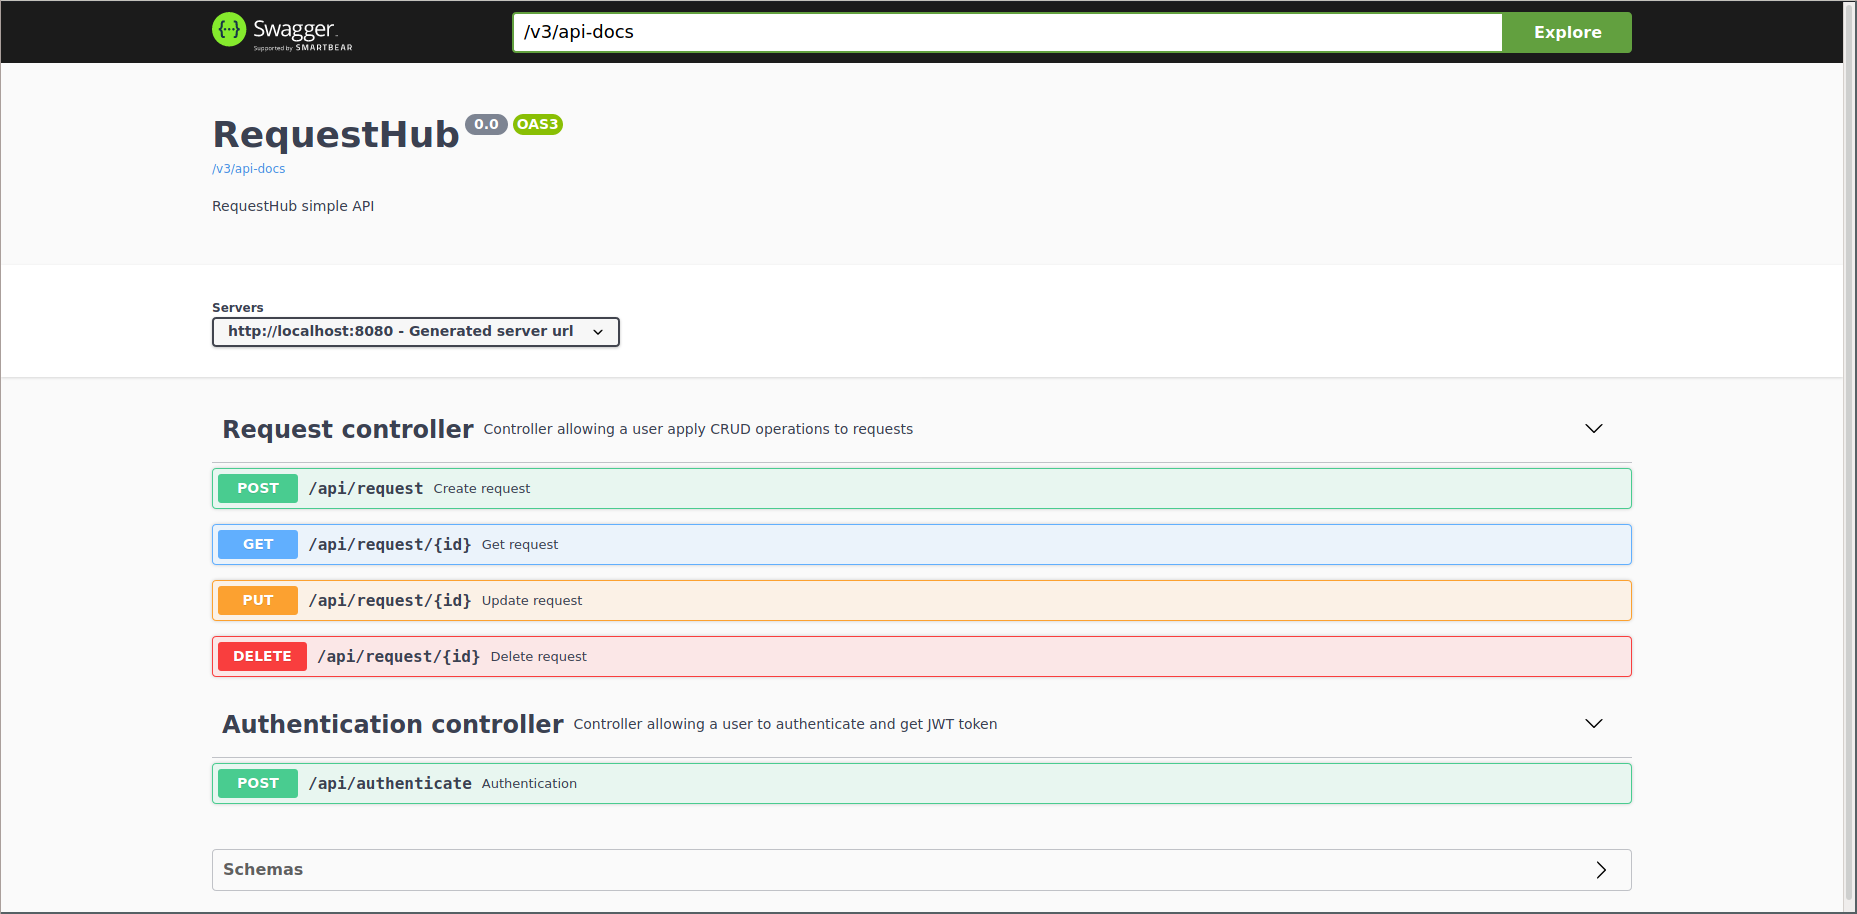 Swagger
Supported by SMARTBEAR
/v3/api-docs
Explore
RequestHub 0.0 OAS3
/v3/api-docs
RequestHub simple API
Servers
http://localhost:8080 - Generated server url
Request controller Controller allowing a user apply CRUD operations to requests
POST /api/request Create request
GET /api/request/{id} Get request
PUT /api/request/{id} Update request
DELETE /api/request/{id} Delete request
Authentication controller Controller allowing a user to authenticate and get JWT token
POST /api/authenticate Authentication
Schemas